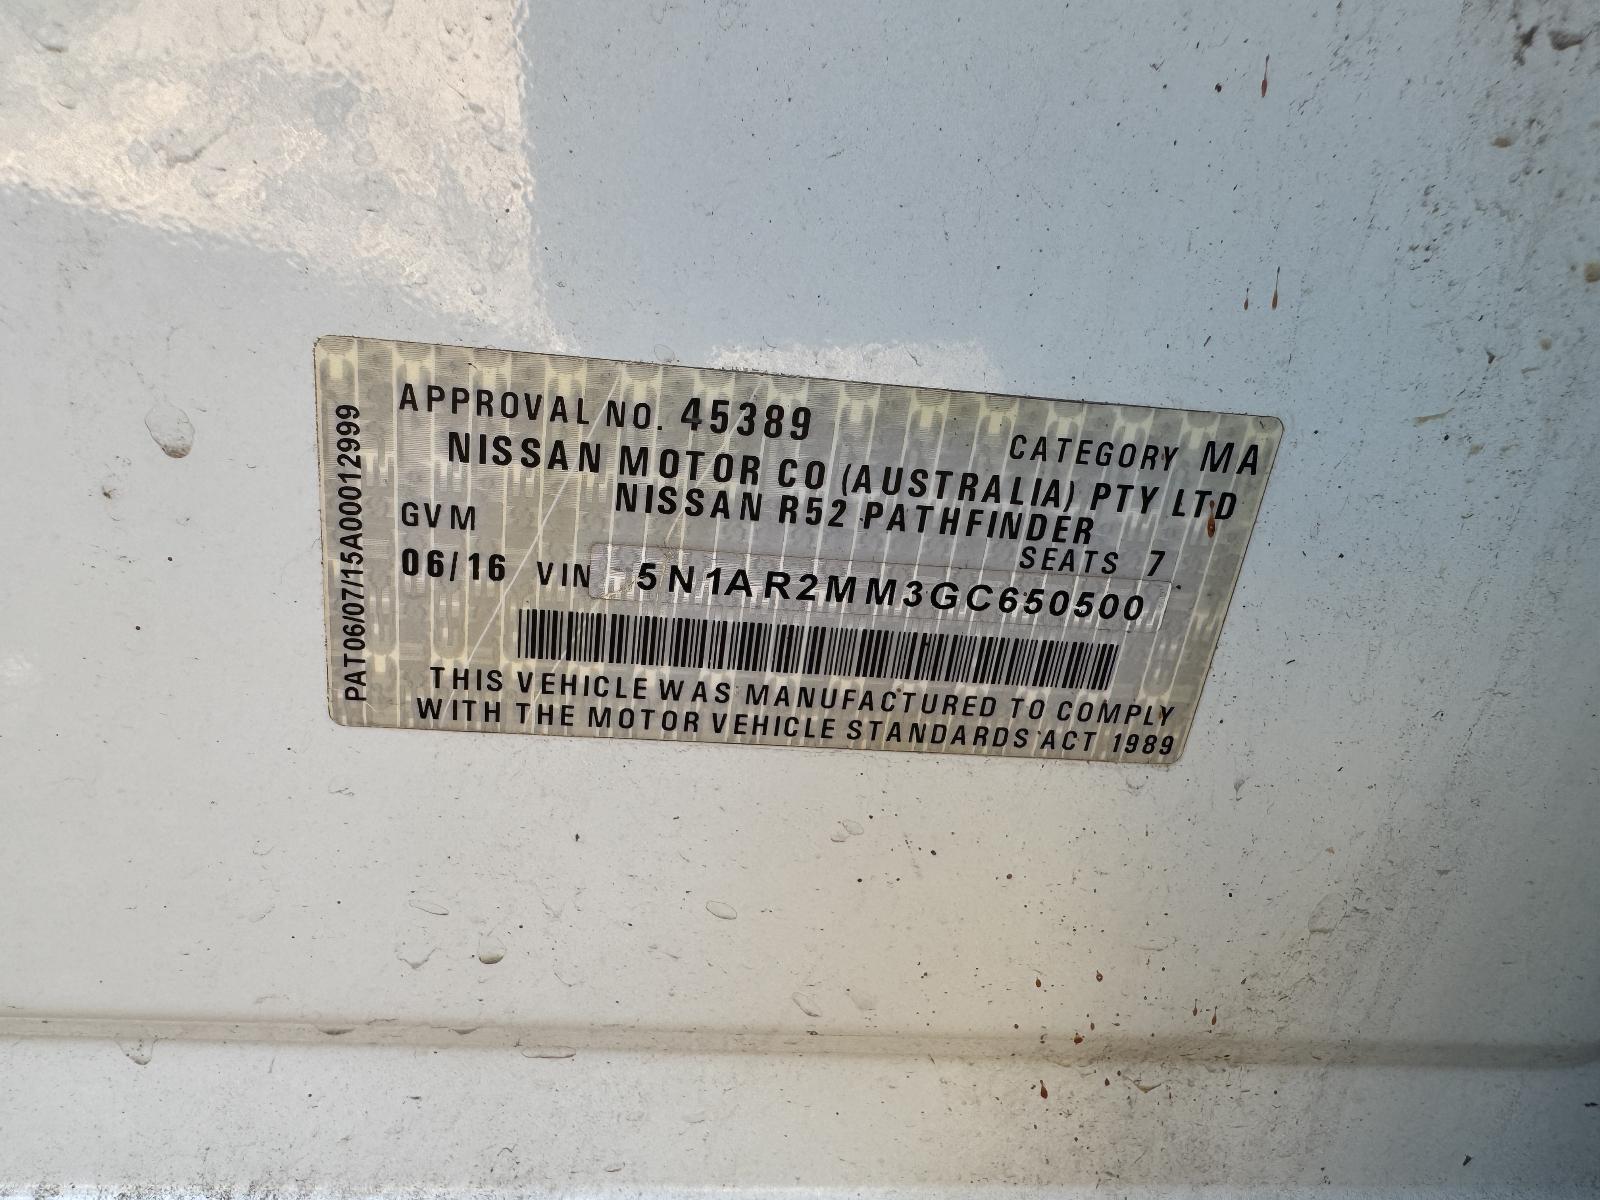 APPROVAL NO. 45389
CATEGORY MA
NISSAN MOTOR CO (AUSTRALIA) PTY LTD
NISSAN R52 PATHFINDER
GVM
SEATS 7
06/16 VIN 5N1AR2MM3GC650500
THIS VEHICLE WAS MANUFACTURED TO COMPLY
WITH THE MOTOR VEHICLE STANDARDS ACT 1989
PAT06/07/15A00012999